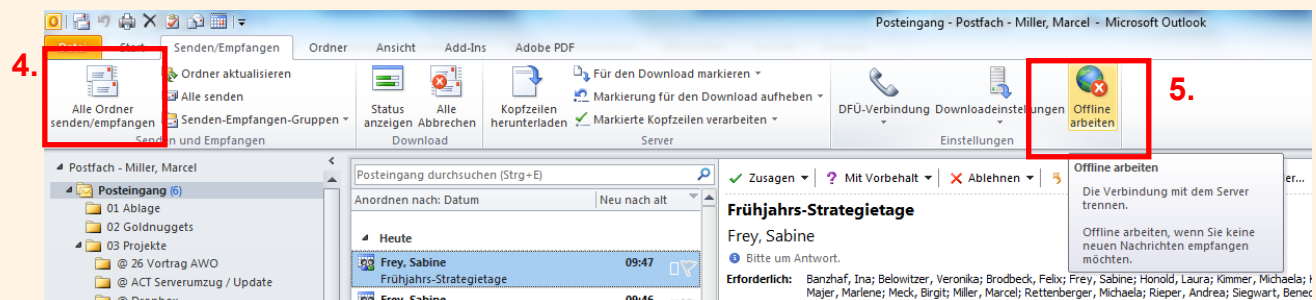 Posteingang - Postfach - Miller, Marcel - Microsoft Outlook
Datei Start Senden/Empfangen Ordner Ansicht Add-Ins Adobe PDF
4.
Alle Ordner
senden/empfangen
Ordner aktualisieren
Alle senden
Senden-Empfangen-Gruppen
Senden und Empfangen
Status
anzeigen
Alle
Abbrechen
Download
Kopfzeilen
herunterladen
Für den Download markieren
Markierung für den Download aufheben
Markierte Kopfzeilen verarbeiten
Server
DFÜ-Verbindung
Downloadeinstellungen
Offline
arbeiten
Einstellungen
5.
Postfach - Miller, Marcel
Posteingang (6)
01 Ablage
02 Goldnuggets
03 Projekte
@ 26 Vortrag AWO
@ ACT Serverumzug / Update
@ Dropbox
Posteingang durchsuchen (Strg+E)
Anordnen nach: Datum Neu nach alt
Heute
Frey, Sabine 09:47
Frühjahrs-Strategietage
Frey, Sabine 09:46
Zusagen ? Mit Vorbehalt Ablehnen
Frühjahrs-Strategietage
Frey, Sabine
Bitte um Antwort.
Erforderlich: Banzhaf, Ina; Belowitzer, Veronika; Brodbeck, Felix; Frey, Sabine; Honold, Laura; Kimmer, Michaela;
Majer, Marlene; Meck, Birgit; Miller, Marcel; Rettenberger, Michaela; Rieper, Andrea; Siegwart,
Offline arbeiten
Die Verbindung mit dem Server
trennen.
Offline arbeiten, wenn Sie keine
neuen Nachrichten empfangen
möchten.